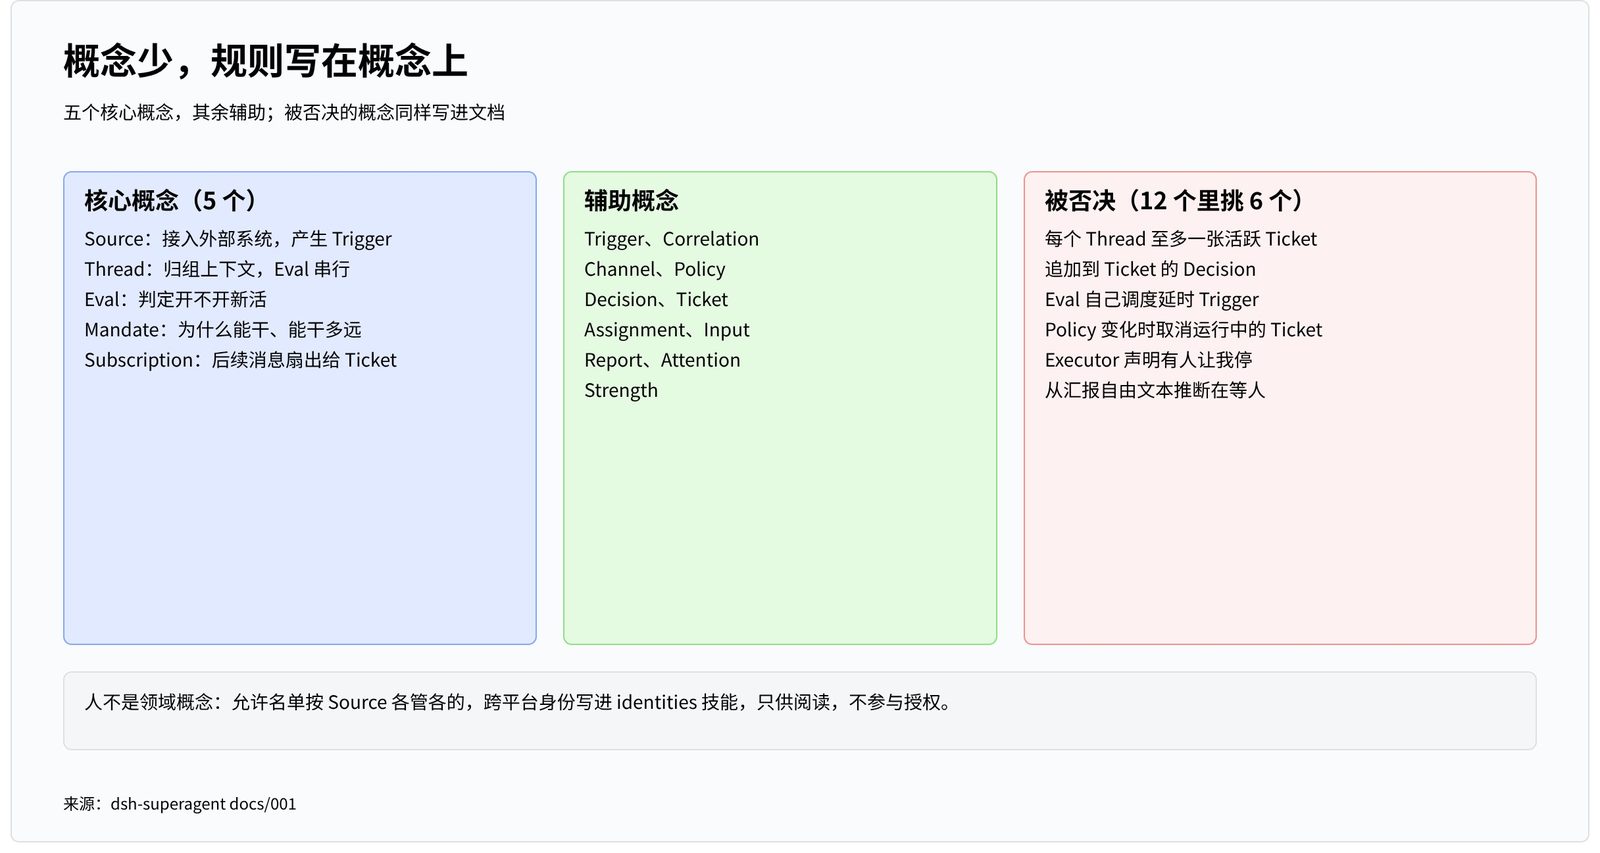 概念少，规则写在概念上
五个核心概念，其余辅助；被否决的概念同样写进文档
核心概念（5 个）
Source：接入外部系统，产生 Trigger
Thread：归组上下文，Eval 串行
Eval：判定开不开新活
Mandate：为什么能干、能干多远
Subscription：后续消息扇出给 Ticket
辅助概念
Trigger、Correlation
Channel、Policy
Decision、Ticket
Assignment、Input
Report、Attention
Strength
被否决（12 个里挑 6 个）
每个 Thread 至多一张活跃 Ticket
追加到 Ticket 的 Decision
Eval 自己调度延时 Trigger
Policy 变化时取消运行中的 Ticket
Executor 声明有人让我停
从汇报自由文本推断在等人
人不是领域概念：允许名单按 Source 各管各的，跨平台身份写进 identities 技能，只供阅读，不参与授权。
来源：dsh-superagent docs/001